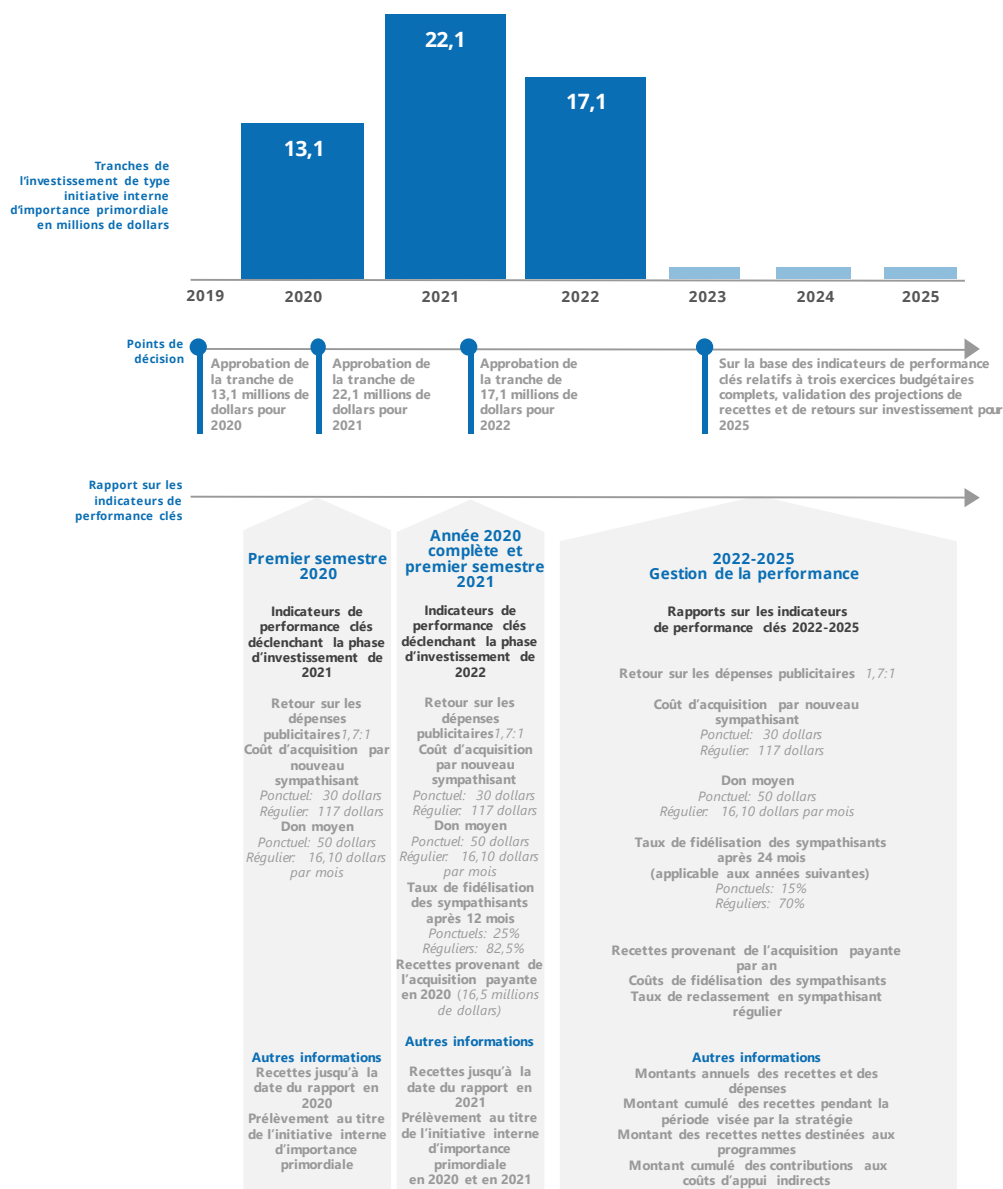 22,1
17,1
13,1
Tranches de
l'investissement de type
initiative interne
d'importance primordiale
en millions de dollars
2019
2020
2021
2022
2023
2024
2025
Points de
décision
Approbation de
la tranche de
13,1 millions de
dollars pour
2020
Approbation de
la tranche de
22,1 millions de
dollars pour
2021
Approbation de
la tranche de
17,1 millions de
dollars pour
2022
Sur la base des indicateurs de performance
clés relatifs à trois exercices budgétaires
complets, validation des projections de
recettes et de retours sur investissement pour
2025
Rapport sur les
indicateurs de
performance clés
Premier semestre
2020
Indicateurs de
performance clés
déclenchant la phase
d'investissement de
2021
Retour sur les
dépenses
publicitaires1,7:1
Coût d'acquisition par
nouveau
sympathisant
Ponctuel: 30 dollars
Régulier: 117 dollars
Don moyen
Ponctuel: 50 dollars
Régulier: 16,10 dollars
par mois
Autres informations
Recettes jusqu'à la
date du rapport en
2020
Prélèvement au titre
de l'initiative interne
d'importance
primordiale
Année 2020
complète et
premier semestre
2021
Indicateurs de
performance clés
déclenchant la phase
d'investissement de
2022
Retour sur les
dépenses
publicitaires1,7:1
Coût d'acquisition
par nouveau
sympathisant
Ponctuel: 30 dollars
Régulier: 117 dollars
Don moyen
Ponctuel: 50 dollars
Régulier: 16,10 dollars
par mois
Taux de fidélisation
des sympathisants
après 12 mois
Ponctuels: 25%
Réguliers: 82,5%
Recettes provenant de
l'acquisition payante
en 2020 (16,5 millions
de dollars)
Autres informations
Recettes jusqu'à la
date du rapport en
2021
Prélèvement au titre
de l'initiative interne
d'importance
primordiale
en 2020 et en 2021
2022-2025
Gestion de la performance
Rapports sur les indicateurs
de performance clés 2022-2025
Retour sur les dépenses publicitaires 1,7:1
Coût d'acquisition par nouveau
sympathisant
Ponctuel: 30 dollars
Régulier: 117 dollars
Don moyen
Ponctuel: 50 dollars
Régulier: 16,10 dollars par mois
Taux de fidélisation des sympathisants
après 24 mois
(applicable aux années suivantes)
Ponctuels: 15%
Réguliers: 70%
Recettes provenant de l'acquisition payante
par an
Coûts de fidélisation des sympathisants
Taux de reclassement en sympathisant
régulier
Autres informations
Montants annuels des recettes et des
dépenses
Montant cumulé des recettes pendant la
période visée par la stratégie
Montant des recettes nettes destinées aux
programmes
Montant cumulé des contributions aux
coûts d'appui indirects